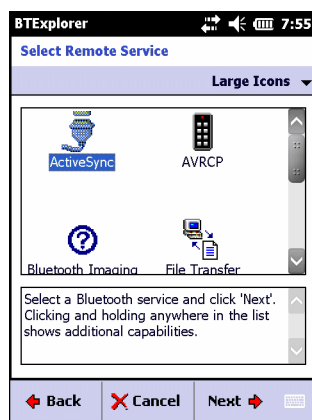 BTExplorer 7:55
Select Remote Service
Large Icons
ActiveSync AVRCP
Bluetooth Imaging File Transfer
Select a Bluetooth service and click 'Next'.
Clicking and holding anywhere in the list
shows additional capabilities.
Back Cancel Next